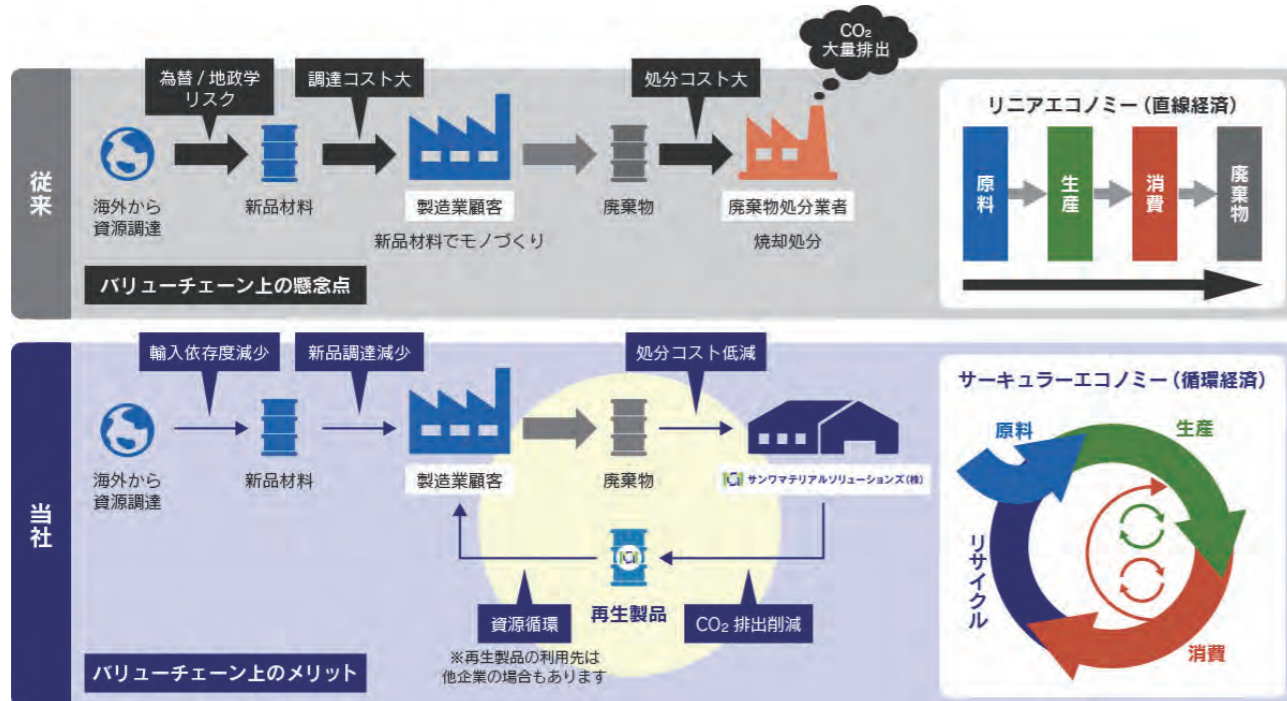 従来
CO2
大量排出
為替 / 地政学
リスク
調達コスト大
処分コスト大
海外から
資源調達
新品材料
製造業顧客
新品材料でモノづくり
廃棄物
廃棄物処分業者
焼却処分
バリューチェーン上の懸念点
リニアエコノミー（直線経済）
原料
生産
消費
廃棄物
当社
輸入依存度減少
新品調達減少
処分コスト低減
海外から
資源調達
新品材料
製造業顧客
廃棄物
サンワマテリアルソリューションズ(株)
再生製品
資源循環
CO2 排出削減
※再生製品の利用先は
他企業の場合もあります
バリューチェーン上のメリット
サーキュラーエコノミー（循環経済）
原料
生産
リサイクル
消費